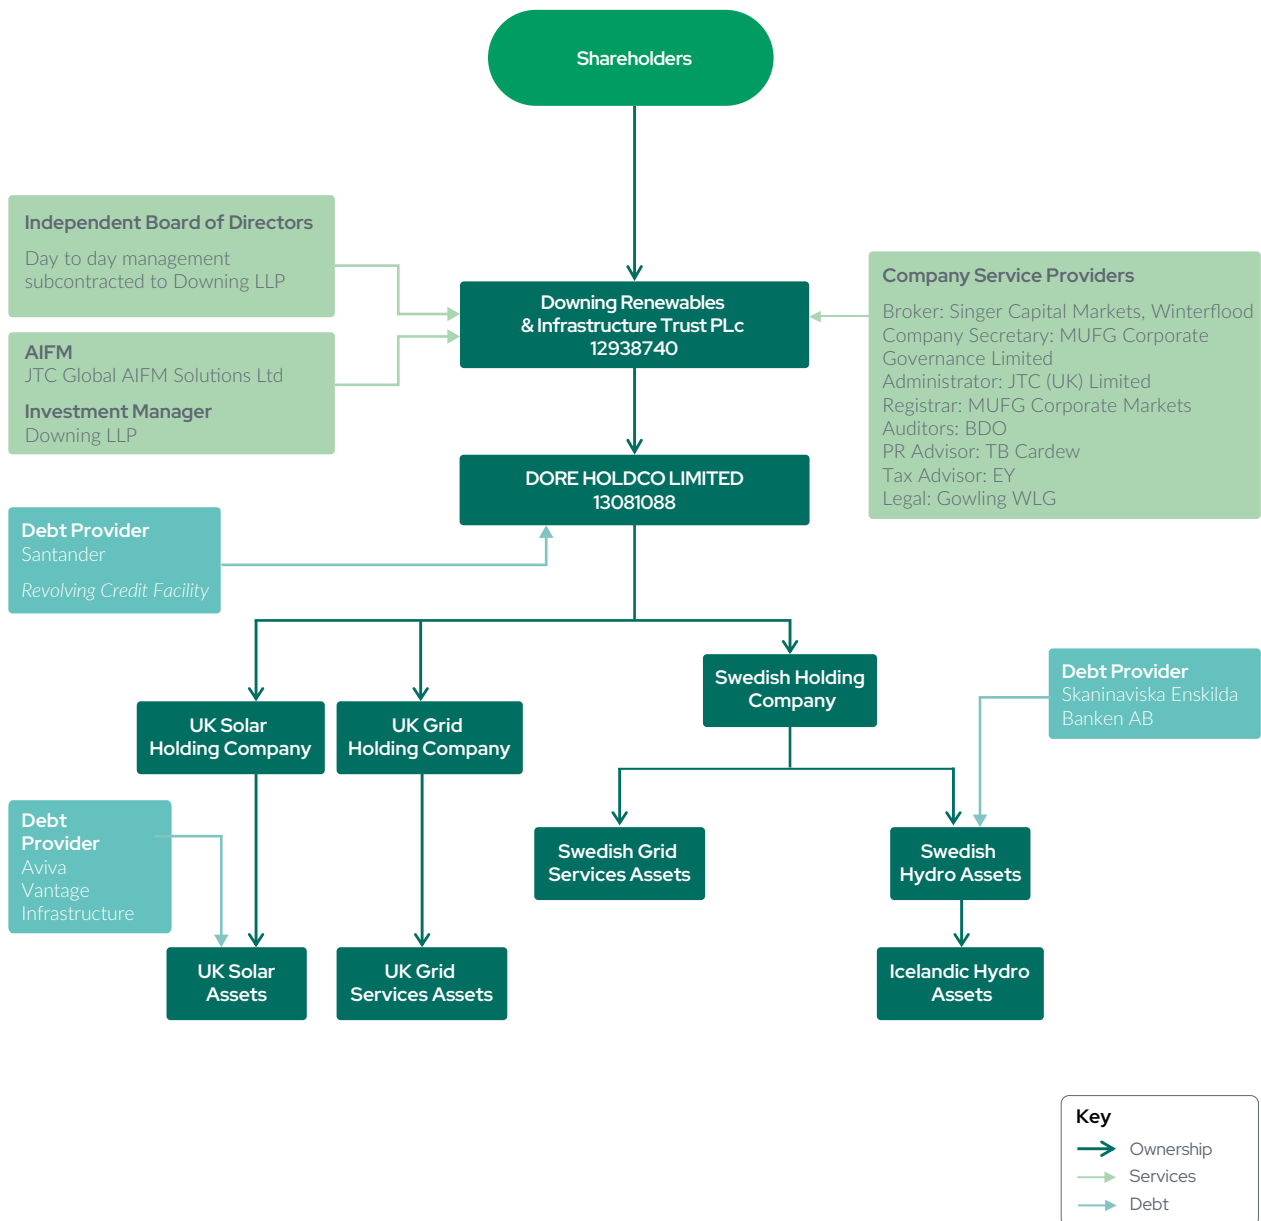 Shareholders
Independent Board of Directors
Day to day management
subcontracted to Downing LLP
AIFM
JTC Global AIFM Solutions Ltd
Investment Manager
Downing LLP
Downing Renewables
& Infrastructure Trust PLc
12938740
Company Service Providers
Broker: Singer Capital Markets, Winterflood
Company Secretary: MUFG Corporate
Governance Limited
Administrator: JTC (UK) Limited
Registrar: MUFG Corporate Markets
Auditors: BDO
PR Advisor: TB Cardew
Tax Advisor: EY
Legal: Gowling WLG
DORE HOLDCO LIMITED
13081088
Debt Provider
Santander
Revolving Credit Facility
Swedish Holding
Company
Debt Provider
Skaninaviska Enskilda
Banken AB
UK Solar
Holding Company
UK Grid
Holding Company
Debt
Provider
Aviva
Vantage
Infrastructure
Swedish Grid
Services Assets
Swedish
Hydro Assets
UK Solar
Assets
UK Grid
Services Assets
Icelandic Hydro
Assets
Key
Ownership
Services
Debt